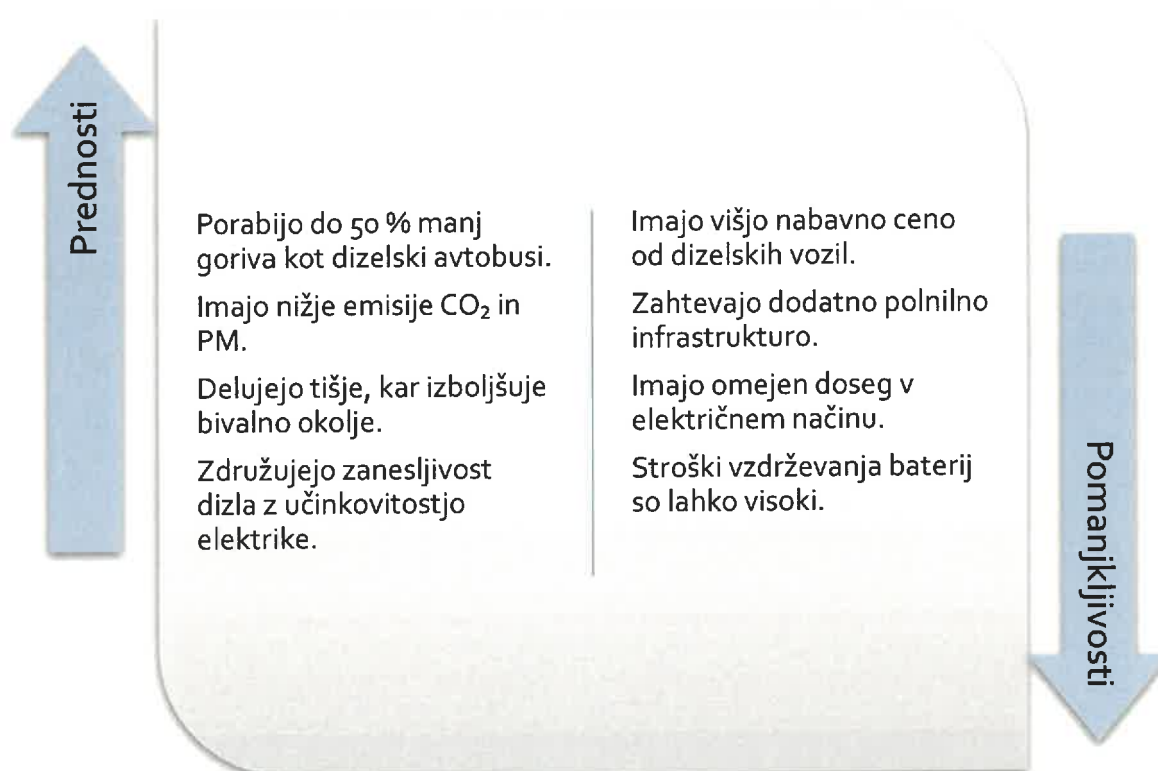 Prednosti
Porabijo do 50 % manj
goriva kot dizelski avtobusi.
Imajo nižje emisije CO₂ in
PM.
Delujejo tišje, kar izboljšuje
bivalno okolje.
Združujejo zanesljivost
dizla z učinkovitostjo
elektrike.
Imajo višjo nabavno ceno
od dizelskih vozil.
Zahtevajo dodatno polnilno
infrastrukturo.
Imajo omejen doseg v
električnem načinu.
Stroški vzdrževanja baterij
so lahko visoki.
Pomanjkljivosti